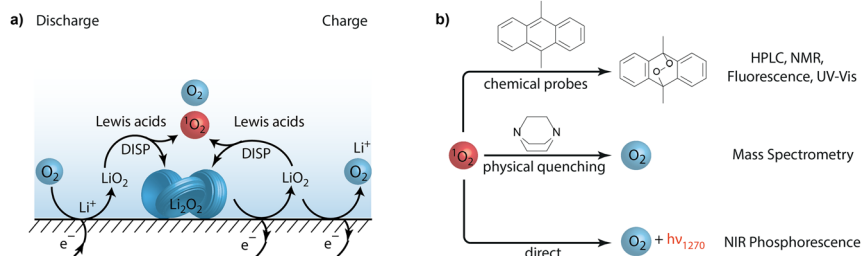 a) Discharge Charge
O₂
Lewis acids ¹O₂ Lewis acids
DISP DISP
Li⁺
O₂ LiO₂ LiO₂ O₂
Li₂O₂
Li⁺
e⁻ e⁻ e⁻
b)
chemical probes
O
O
HPLC, NMR,
Fluorescence, UV-Vis
¹O₂
N N
physical quenching
O₂
Mass Spectrometry
direct
O₂ + hν₁₂₇₀
NIR Phosphorescence